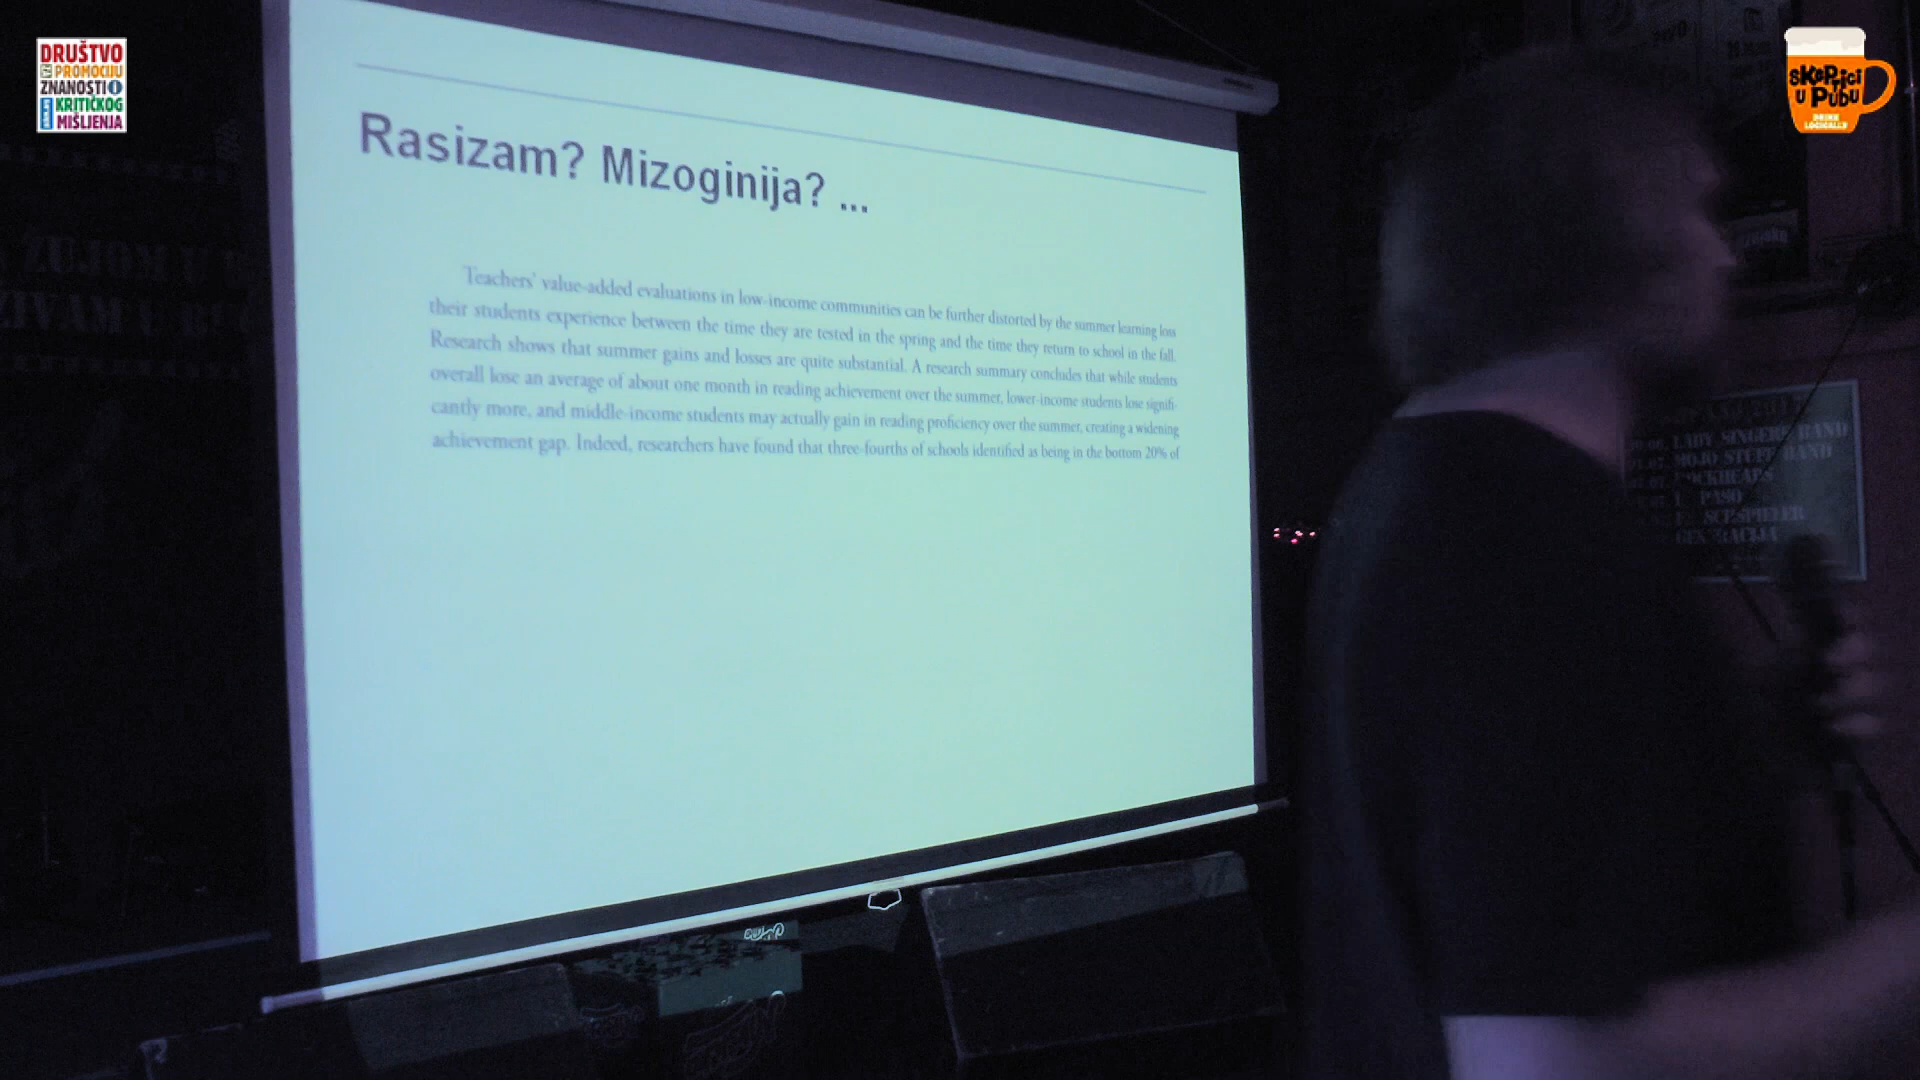 DRUŠTVO
ZA PROMOCIJU
ZNANOSTI I
KRITIČKOG
MIŠLJENJA
SKEPTICI
U PUBU
DRINK
LOGICALLY
Rasizam? Mizoginija? ...
Teachers' value-added evaluations in low-income communities can be further distorted by the summer learning loss
their students experience between the time they are tested in the spring and the time they return to school in the fall.
Research shows that summer gains and losses are quite substantial. A research summary concludes that while students
overall lose an average of about one month in reading achievement over the summer, lower-income students lose signifi-
cantly more, and middle-income students may actually gain in reading proficiency over the summer, creating a widening
achievement gap. Indeed, researchers have found that three-fourths of schools identified as being in the bottom 20% of
LADY SINGERS BAND
MOJO STUFF BAND
PASO
GENERACIJA